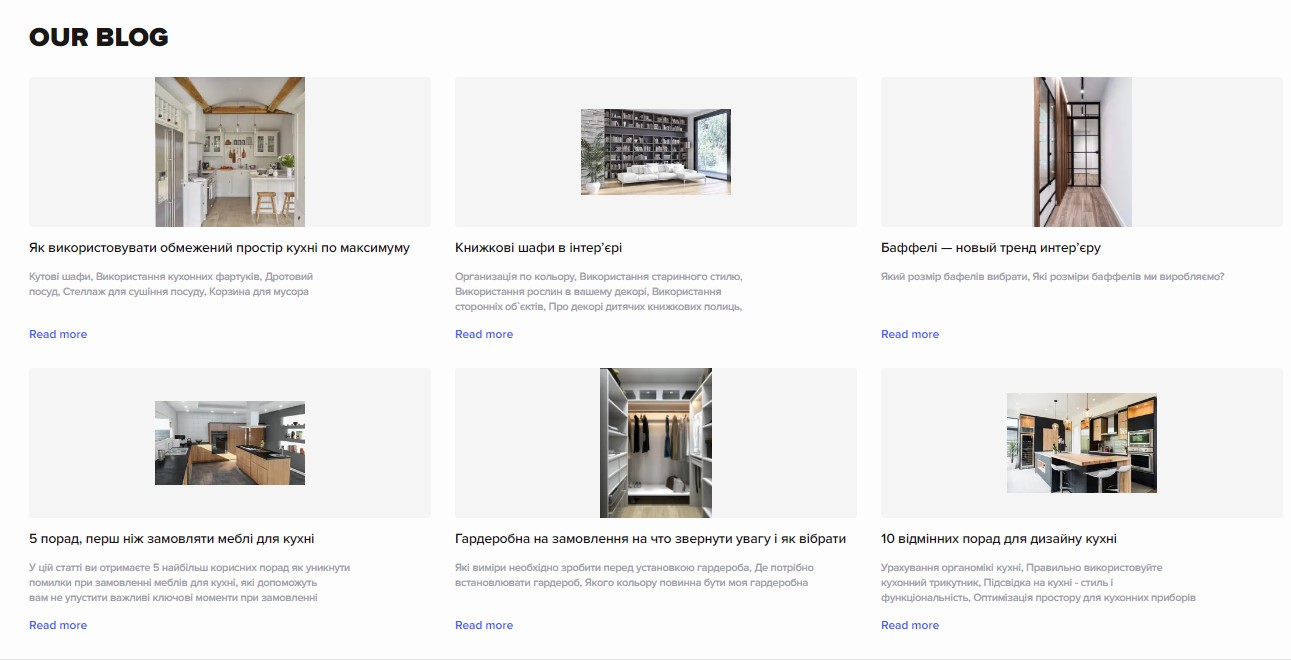 OUR BLOG
Як використовувати обмежений простір кухні по максимуму
Кутові шафи, Використання кухонних фартуків, Дротовий
посуд, Стеллаж для сушіння посуду, Корзина для мусора
Read more
Книжкові шафи в інтер'єрі
Организація по кольору, Використання старинного стилю,
Використання рослин в вашему декорі, Використання
сторонніх об`єктів, Про декорі дитячих книжкових полиць,
Read more
Баффелі — новый тренд интер'єру
Який розмір бафелів вибрати, Які розміри баффелів ми виробляємо?
Read more
5 порад, перш ніж замовляти меблі для кухні
У цій статті ви отримаєте 5 найбільш корисних порад як уникнути
помилки при замовленні меблів для кухні, які допоможуть
вам не упустити важливі ключові моменти при замовленні
Read more
Гардеробна на замовлення на что звернути увагу і як вібрати
Які виміри необхідно зробити перед установкою гардероба, Де потрібно
встановлювати гардероб, Якого кольору повинна бути моя гардеробна
Read more
10 відмінних порад для дизайну кухні
Урахування органомікі кухні, Правильно використовуйте
кухонний трикутник, Підсвідка на кухні - стиль і
функціональність, Оптимізація простору для кухонних приборів
Read more